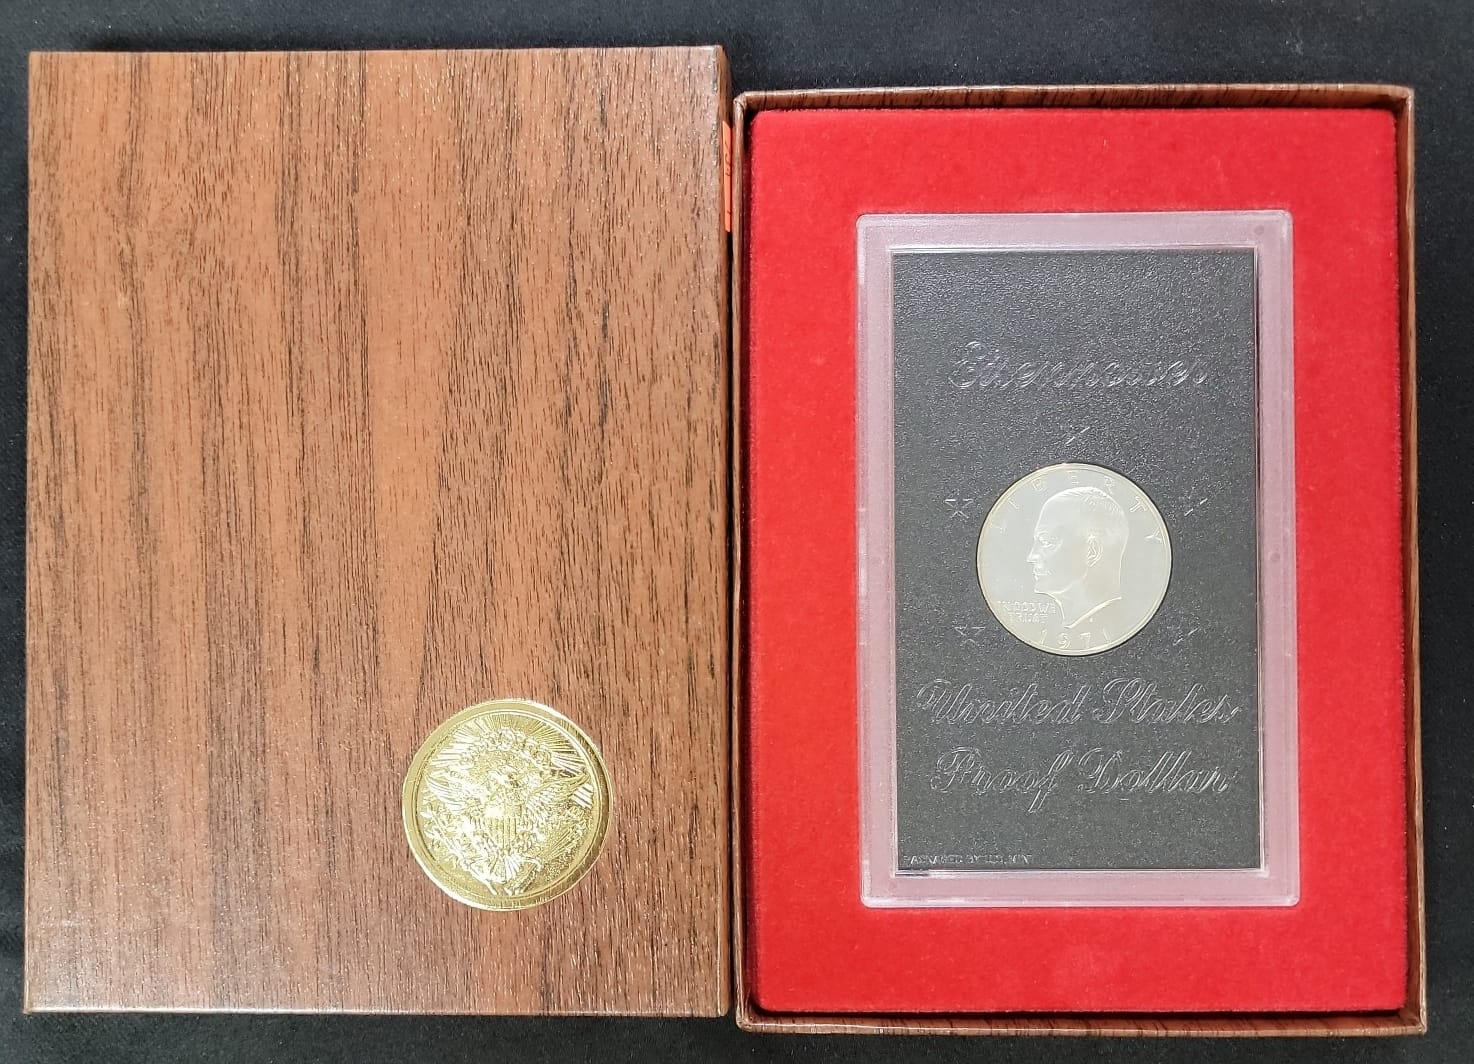 Eisenhower
LIBERTY
IN GOD WE
TRUST
1971
United States
Proof Dollar
PACKAGED BY U.S. MINT